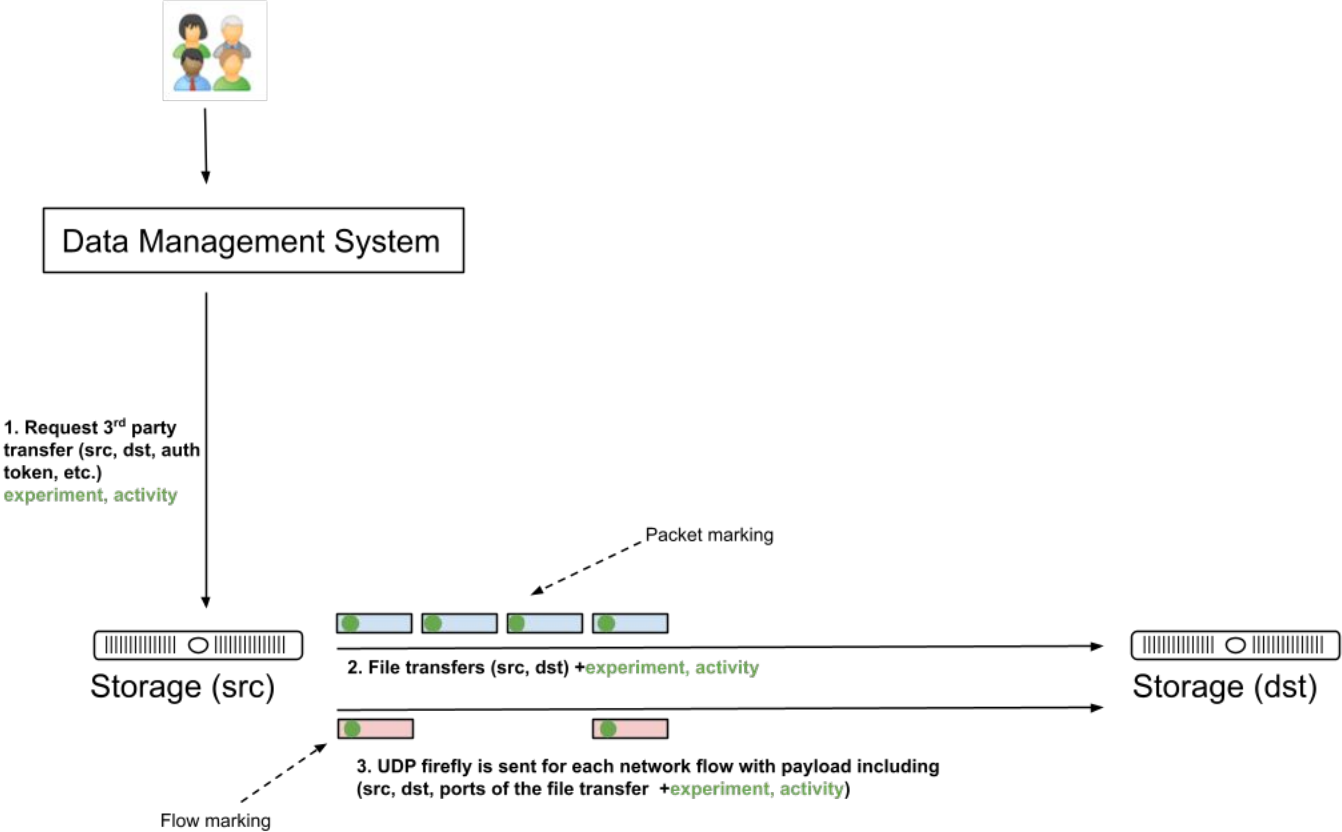 Data Management System
1. Request 3rd party
transfer (src, dst, auth
token, etc.)
experiment, activity
Packet marking
2. File transfers (src, dst) +experiment, activity
Storage (src)
Storage (dst)
3. UDP firefly is sent for each network flow with payload including
(src, dst, ports of the file transfer +experiment, activity)
Flow marking